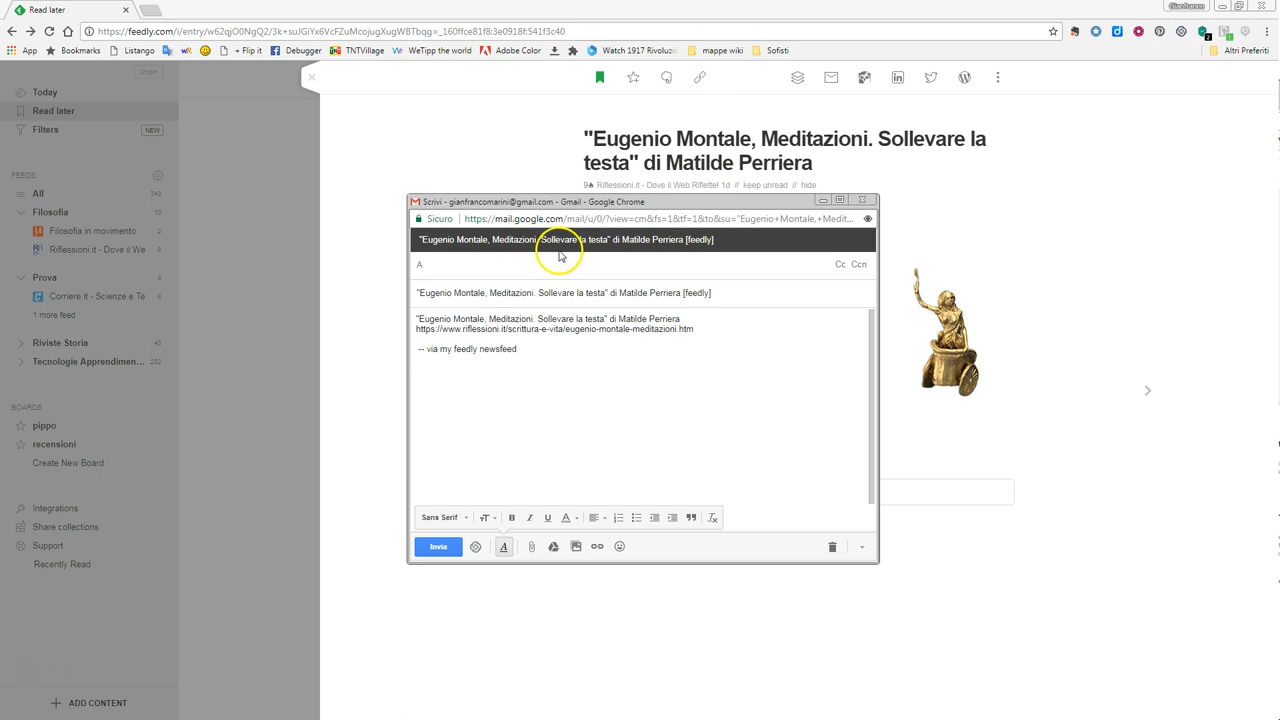 Read later
Gianfranco
https://feedly.com/i/entry/w62qjO0NgQ2/3k+suJGiYx6VcFZuMcojugXugWBTbqg=_160ffce81f3:3e0918f:541f3c40
App
Bookmarks
Listango
+ Flip it
Debugger
TNTVillage
WeTipp the world
Adobe Color
Watch 1917 Rivoluzi
mappe wiki
Sofisti
Altri Preferiti
Today
Read later
Filters
NEW
FEEDS
All
343
Filosofia
10
Filosofia in movimento
2
Riflessioni.it - Dove il We
Prova
Corriere.it - Scienze e Te
1 more feed
Riviste Storia
Tecnologie Apprendimen...
292
BOARDS
pippo
recensioni
Create New Board
Integrations
Share collections
Support
Recently Read
ADD CONTENT
"Eugenio Montale, Meditazioni. Sollevare la
testa" di Matilde Perriera
9 Riflessioni.it - Dove il Web Riflette! 1d // keep unread // hide
Scrivi - gianfrancomarini@gmail.com - Gmail - Google Chrome
Sicuro
https://mail.google.com/mail/u/0/?view=cm&fs=1&tf=1&to&su="Eugenio+Montale,+Medit...
"Eugenio Montale, Meditazioni. Sollevare la testa" di Matilde Perriera [feedly]
A
Cc Ccn
"Eugenio Montale, Meditazioni. Sollevare la testa" di Matilde Perriera [feedly]
"Eugenio Montale, Meditazioni. Sollevare la testa" di Matilde Perriera
https://www.riflessioni.it/scrittura-e-vita/eugenio-montale-meditazioni.htm
-- via my feedly newsfeed
Sans Serif
Invia